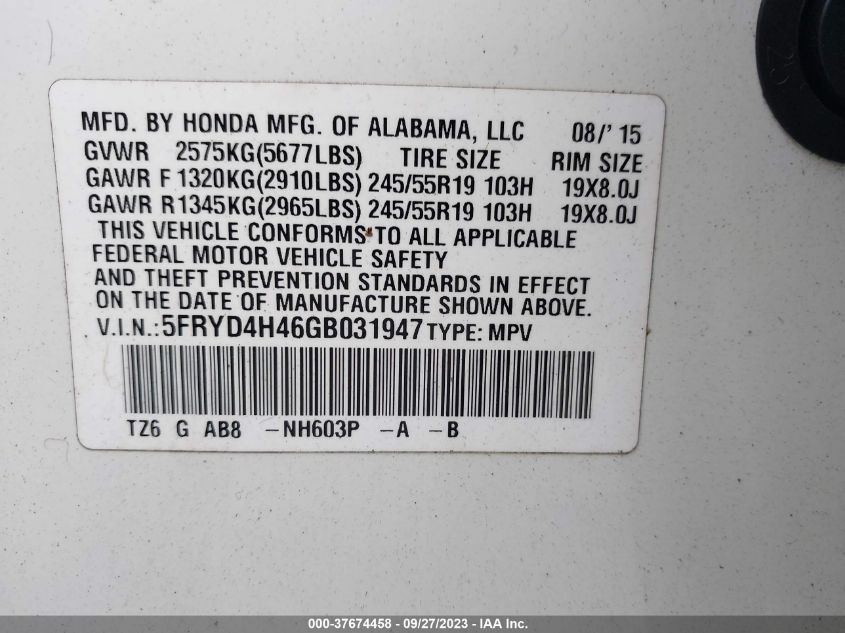 MFD. BY HONDA MFG. OF ALABAMA, LLC 08/'15
GVWR 2575KG(5677LBS) TIRE SIZE RIM SIZE
GAWR F 1320KG(2910LBS) 245/55R19 103H 19X8.0J
GAWR R 1345KG(2965LBS) 245/55R19 103H 19X8.0J
THIS VEHICLE CONFORMS TO ALL APPLICABLE
FEDERAL MOTOR VEHICLE SAFETY
AND THEFT PREVENTION STANDARDS IN EFFECT
ON THE DATE OF MANUFACTURE SHOWN ABOVE.
V.I.N.: 5FRYD4H46GB031947 TYPE: MPV
TZ6 G AB8 -NH603P -A -B
000-37674458 - 09/27/2023 - IAA Inc.